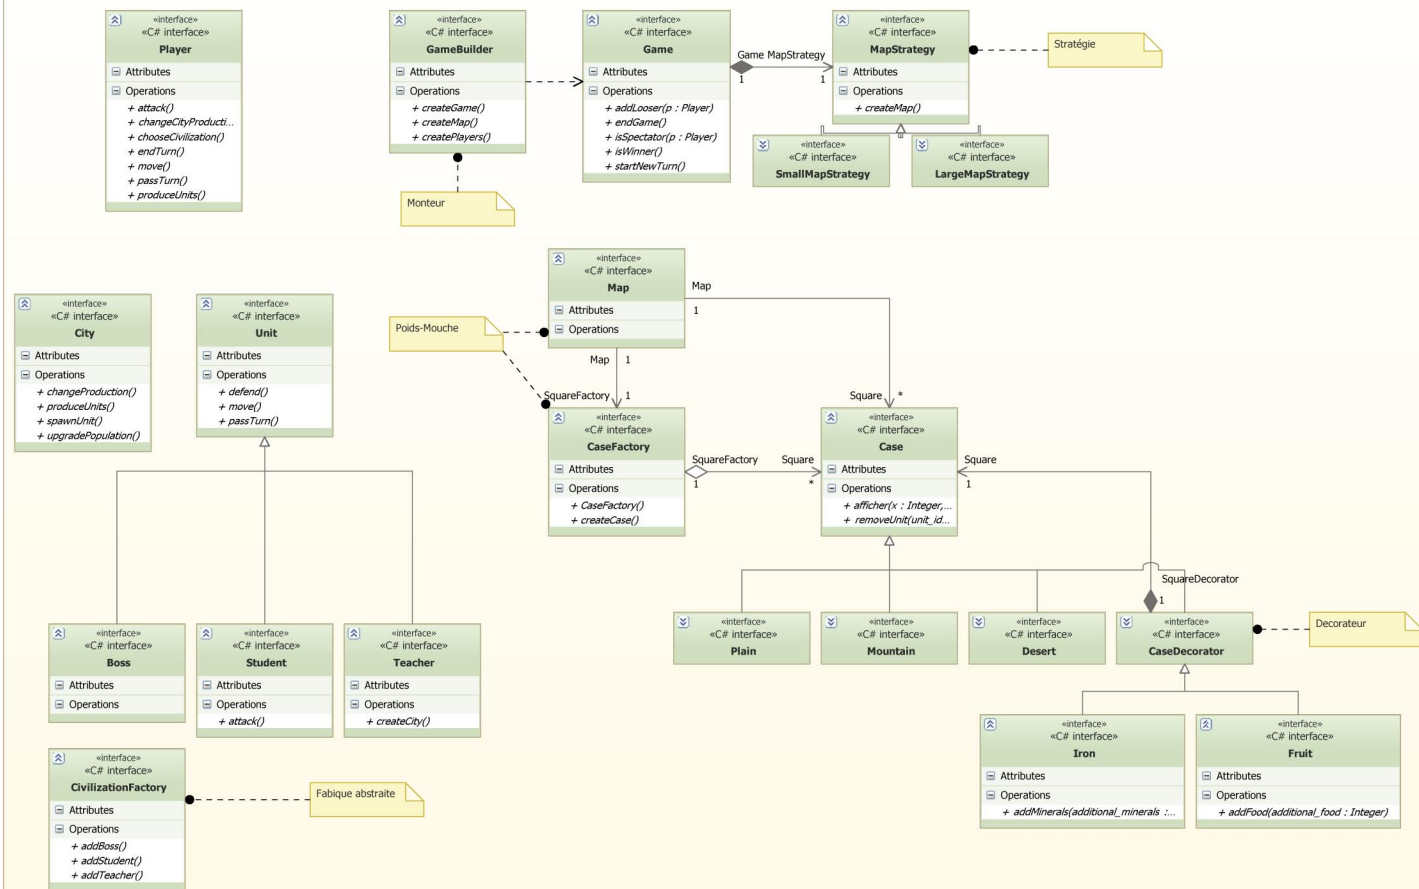 «interface»
«C# interface»
Player
Attributes
Operations
+ attack()
+ changeCityProducti...
+ chooseCivilization()
+ endTurn()
+ move()
+ passTurn()
+ produceUnits()
«interface»
«C# interface»
GameBuilder
Attributes
Operations
+ createGame()
+ createMap()
+ createPlayers()
Monteur
«interface»
«C# interface»
Game
Attributes
Operations
+ addLooser(p : Player)
+ endGame()
+ isSpectator(p : Player)
+ isWinner()
+ startNewTurn()
Game MapStrategy
1
1
«interface»
«C# interface»
MapStrategy
Attributes
Operations
+ createMap()
Stratégie
«interface»
«C# interface»
SmallMapStrategy
«interface»
«C# interface»
LargeMapStrategy
«interface»
«C# interface»
Map
Attributes
Operations
Map
1
Poids-Mouche
Map 1
SquareFactory 1
Square *
«interface»
«C# interface»
City
Attributes
Operations
+ changeProduction()
+ produceUnits()
+ spawnUnit()
+ upgradePopulation()
«interface»
«C# interface»
Unit
Attributes
Operations
+ defend()
+ move()
+ passTurn()
«interface»
«C# interface»
CaseFactory
Attributes
Operations
+ CaseFactory()
+ createCase()
SquareFactory Square
1 *
«interface»
«C# interface»
Case
Attributes
Operations
+ afficher(x : Integer,...
+ removeUnit(unit_id...
Square
1
SquareDecorator
1
«interface»
«C# interface»
Boss
Attributes
Operations
«interface»
«C# interface»
Student
Attributes
Operations
+ attack()
«interface»
«C# interface»
Teacher
Attributes
Operations
+ createCity()
«interface»
«C# interface»
Plain
«interface»
«C# interface»
Mountain
«interface»
«C# interface»
Desert
«interface»
«C# interface»
CaseDecorator
Decorateur
«interface»
«C# interface»
Iron
Attributes
Operations
+ addMinerals(additional_minerals :...
«interface»
«C# interface»
Fruit
Attributes
Operations
+ addFood(additional_food : Integer)
«interface»
«C# interface»
CivilizationFactory
Attributes
Operations
+ addBoss()
+ addStudent()
+ addTeacher()
Fabique abstraite